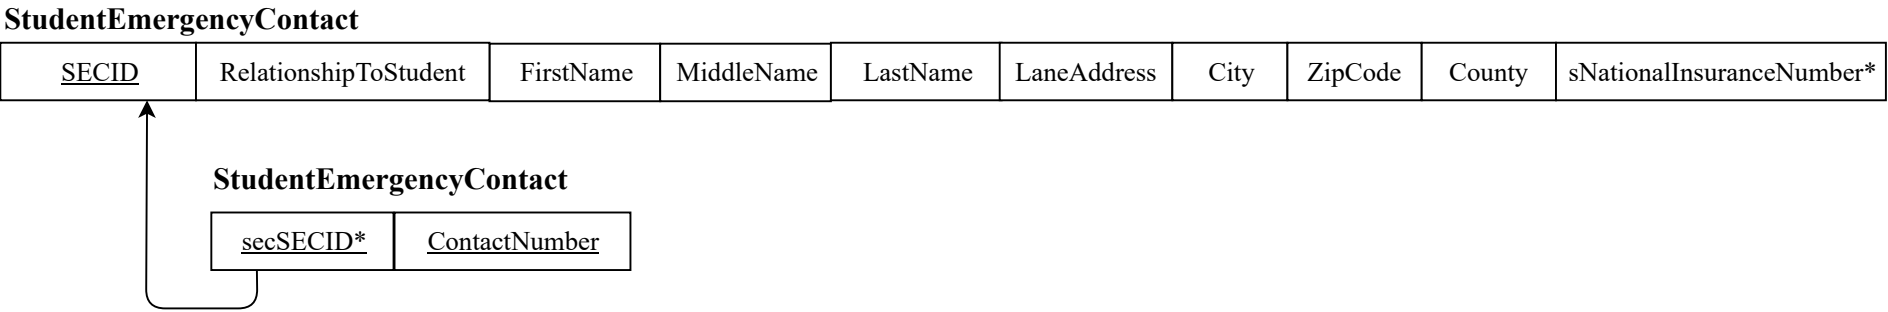 StudentEmergencyContact
SECID RelationshipToStudent FirstName MiddleName LastName LaneAddress City ZipCode County sNationalInsuranceNumber*
StudentEmergencyContact
secSECID* ContactNumber